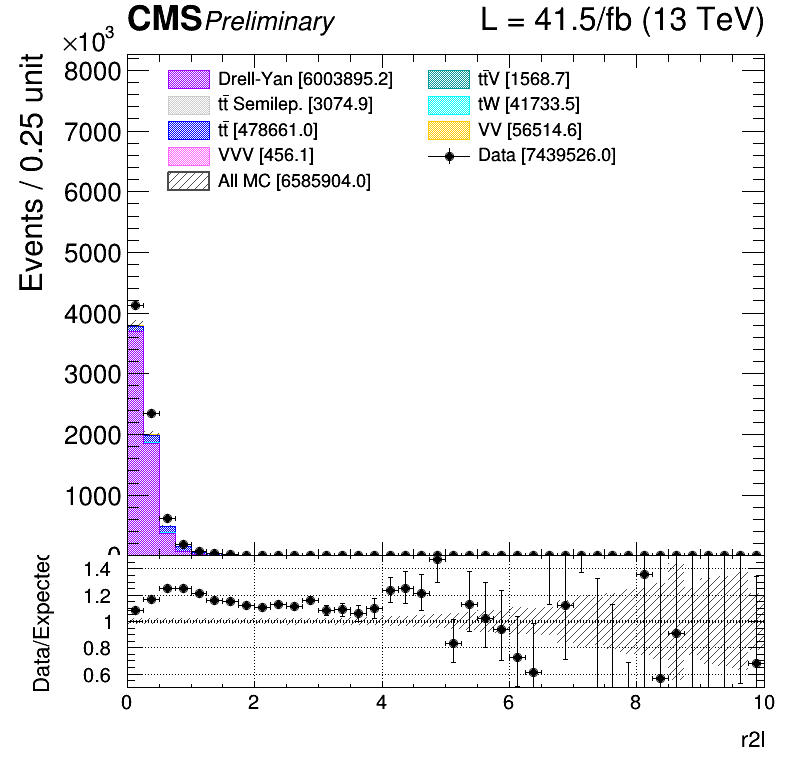 CMS Preliminary L = 41.5/fb (13 TeV)
×10³
Events / 0.25 unit
8000
7000
6000
5000
4000
3000
2000
1000
0
Drell-Yan [6003895.2]
tt̄ Semilep. [3074.9]
tt̄ [478661.0]
VVV [456.1]
All MC [6585904.0]
tt̄V [1568.7]
tW [41733.5]
VV [56514.6]
Data [7439526.0]
Data/Expected
1.4
1.2
1
0.8
0.6
0 2 4 6 8 10
r2l